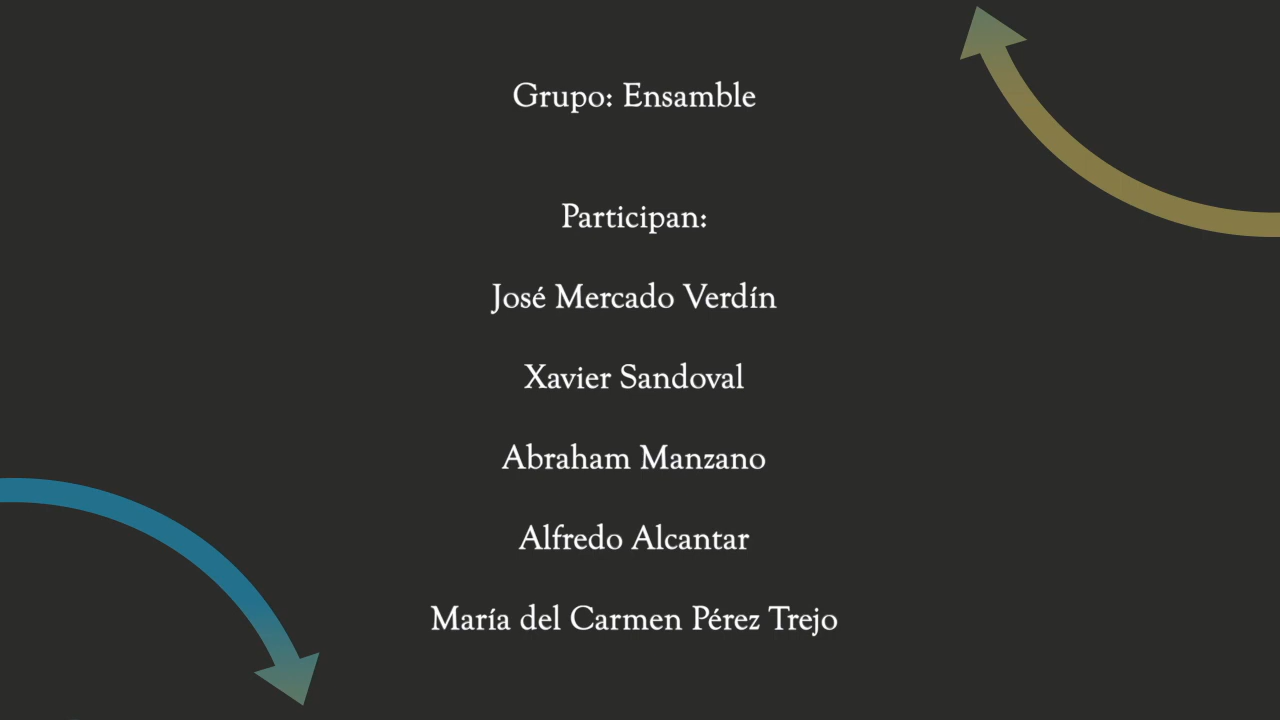 Grupo: Ensamble
Participan:
José Mercado Verdín
Xavier Sandoval
Abraham Manzano
Alfredo Alcantar
María del Carmen Pérez Trejo